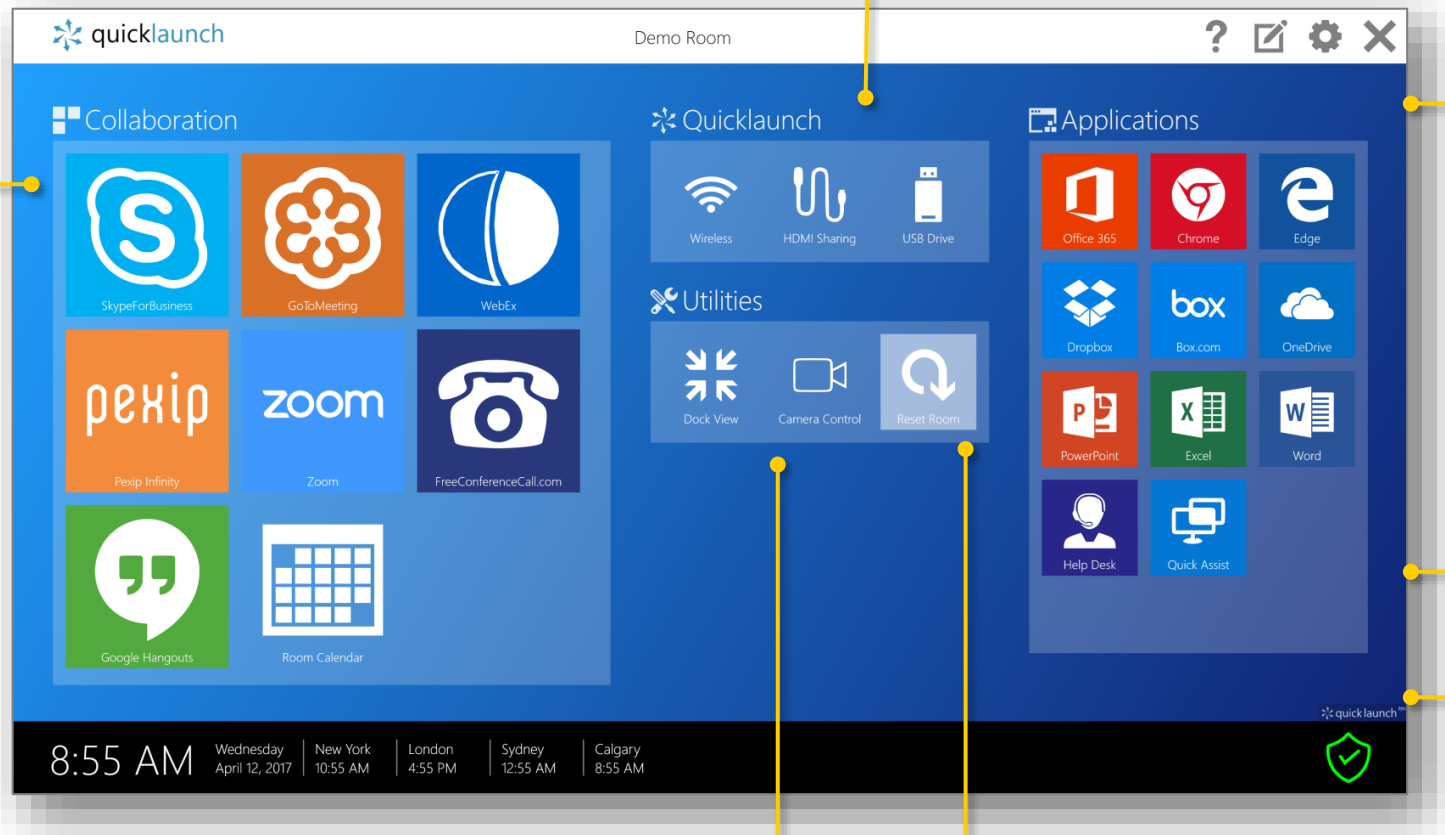 quicklaunch
Demo Room
?
Collaboration
S
SkypeForBusiness
GoToMeeting
WebEx
pexip
Pexip Infinity
zoom
Zoom
FreeConferenceCall.com
Google Hangouts
Room Calendar
Quicklaunch
Wireless
HDMI Sharing
USB Drive
Utilities
Dock View
Camera Control
Reset Room
Applications
Office 365
Chrome
e
Edge
Dropbox
box
Box.com
OneDrive
P
PowerPoint
X
Excel
W
Word
Help Desk
Quick Assist
quicklaunch™
8:55 AM
Wednesday
April 12, 2017
New York
10:55 AM
London
4:55 PM
Sydney
12:55 AM
Calgary
8:55 AM